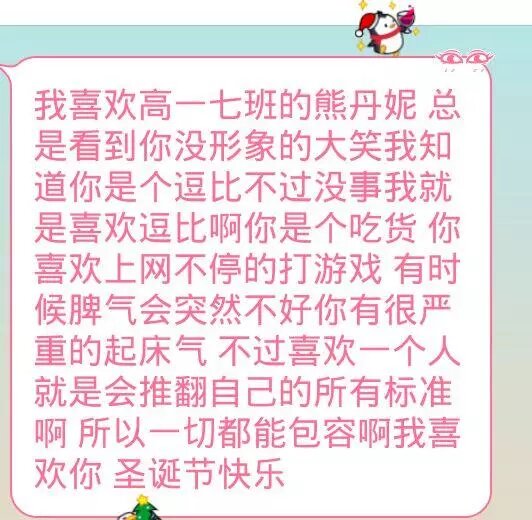 我喜欢高一七班的熊丹妮 总
是看到你没形象的大笑我知
道你是个逗比不过没事我就
是喜欢逗比啊你是个吃货 你
喜欢上网不停的打游戏 有时
候脾气会突然不好你有很严
重的起床气 不过喜欢一个人
就是会推翻自己的所有标准
啊 所以一切都能包容啊我喜
欢你 圣诞节快乐